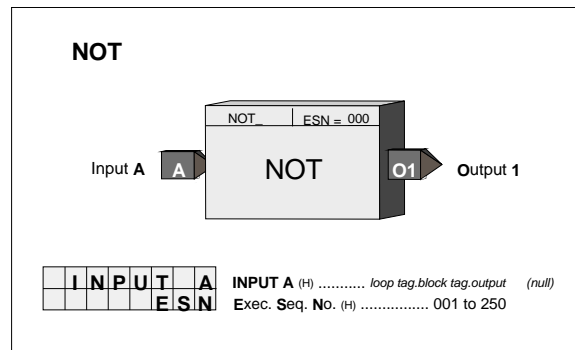 NOT
NOT_ ESN = 000
Input A A NOT O1 Output 1
INPUT A INPUT A (H) ........... loop tag.block tag.output (null)
ESN Exec. Seq. No. (H) ................ 001 to 250